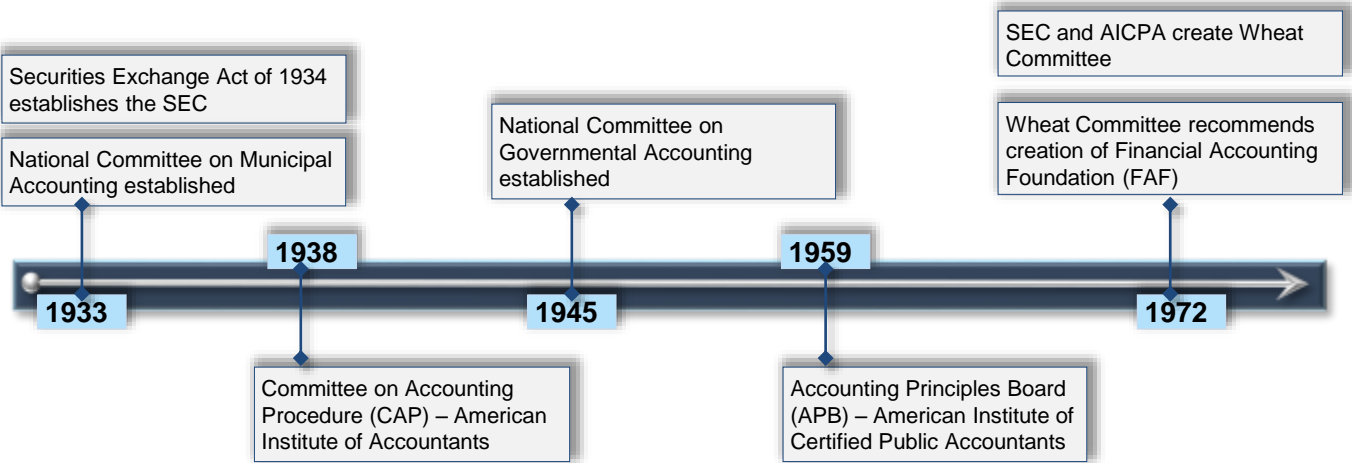 Securities Exchange Act of 1934
establishes the SEC
National Committee on Municipal
Accounting established
1933
1938
Committee on Accounting
Procedure (CAP) – American
Institute of Accountants
National Committee on
Governmental Accounting
established
1945
1959
Accounting Principles Board
(APB) – American Institute of
Certified Public Accountants
SEC and AICPA create Wheat
Committee
Wheat Committee recommends
creation of Financial Accounting
Foundation (FAF)
1972